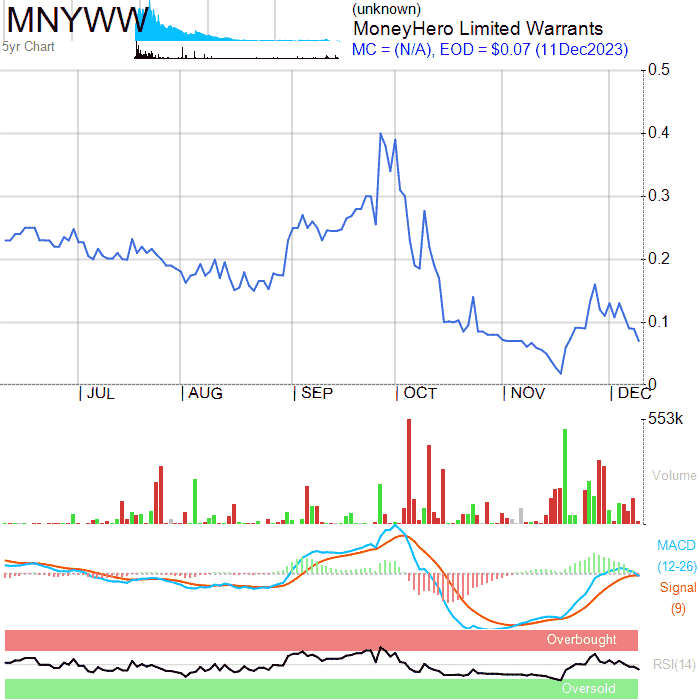 MNYWW
5yr Chart
(unknown)
MoneyHero Limited Warrants
MC = (N/A), EOD = $0.07 (11Dec2023)
0.5
0.4
0.3
0.2
0.1
0
JUL AUG SEP OCT NOV DEC
553k
Volume
MACD
(12-26)
Signal
(9)
Overbought
RSI(14)
Oversold